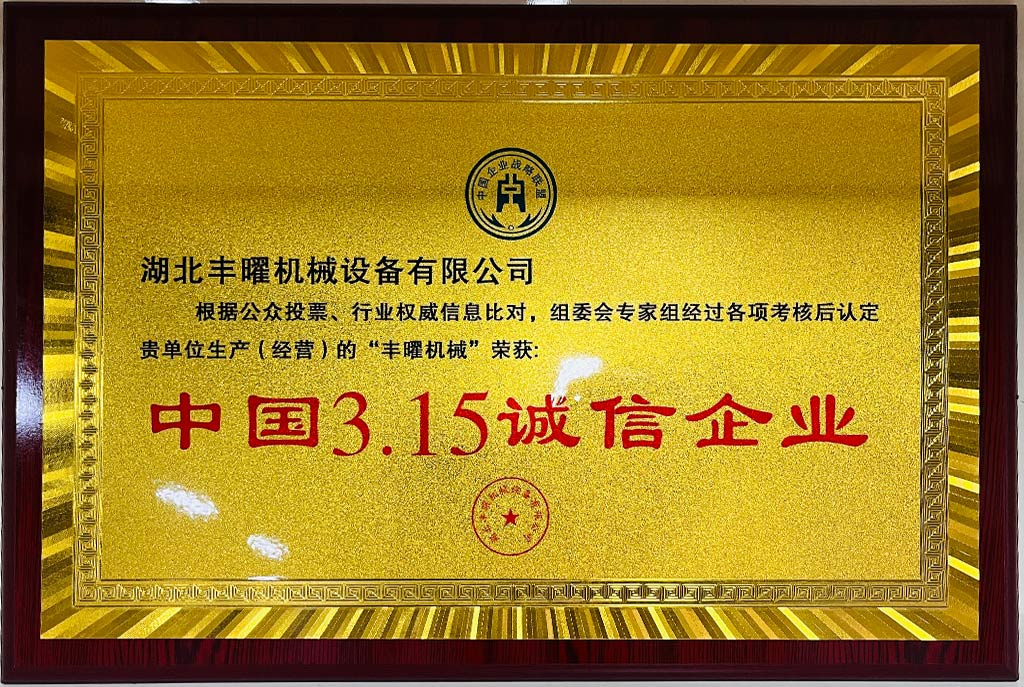 中国企业战略联盟
湖北丰曜机械设备有限公司
根据公众投票、行业权威信息比对，组委会专家组经过各项考核后认定
贵单位生产（经营）的“丰曜机械”荣获:
中国3.15诚信企业